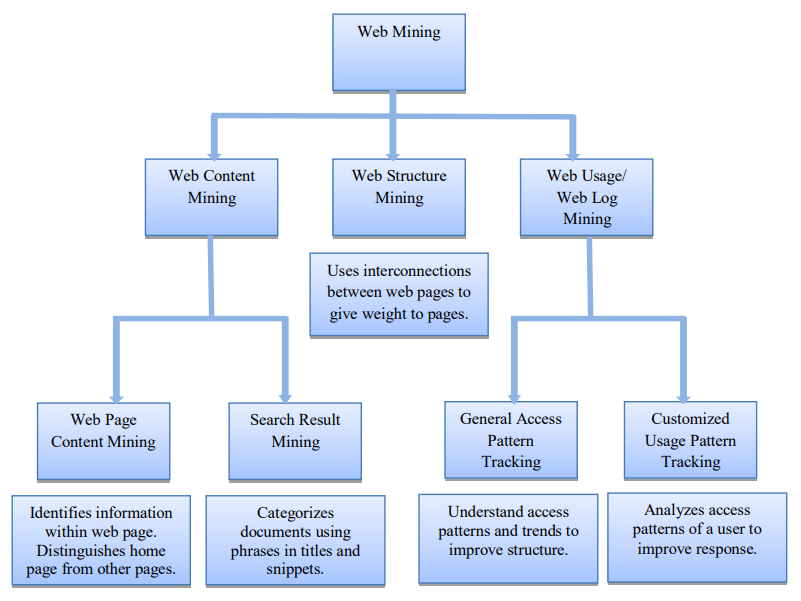 Web Mining
Web Content
Mining
Web Structure
Mining
Web Usage/
Web Log
Mining
Uses interconnections
between web pages to
give weight to pages.
Web Page
Content Mining
Search Result
Mining
General Access
Pattern
Tracking
Customized
Usage Pattern
Tracking
Identifies information
within web page.
Distinguishes home
page from other pages.
Categorizes
documents using
phrases in titles and
snippets.
Understand access
patterns and trends to
improve structure.
Analyzes access
patterns of a user to
improve response.